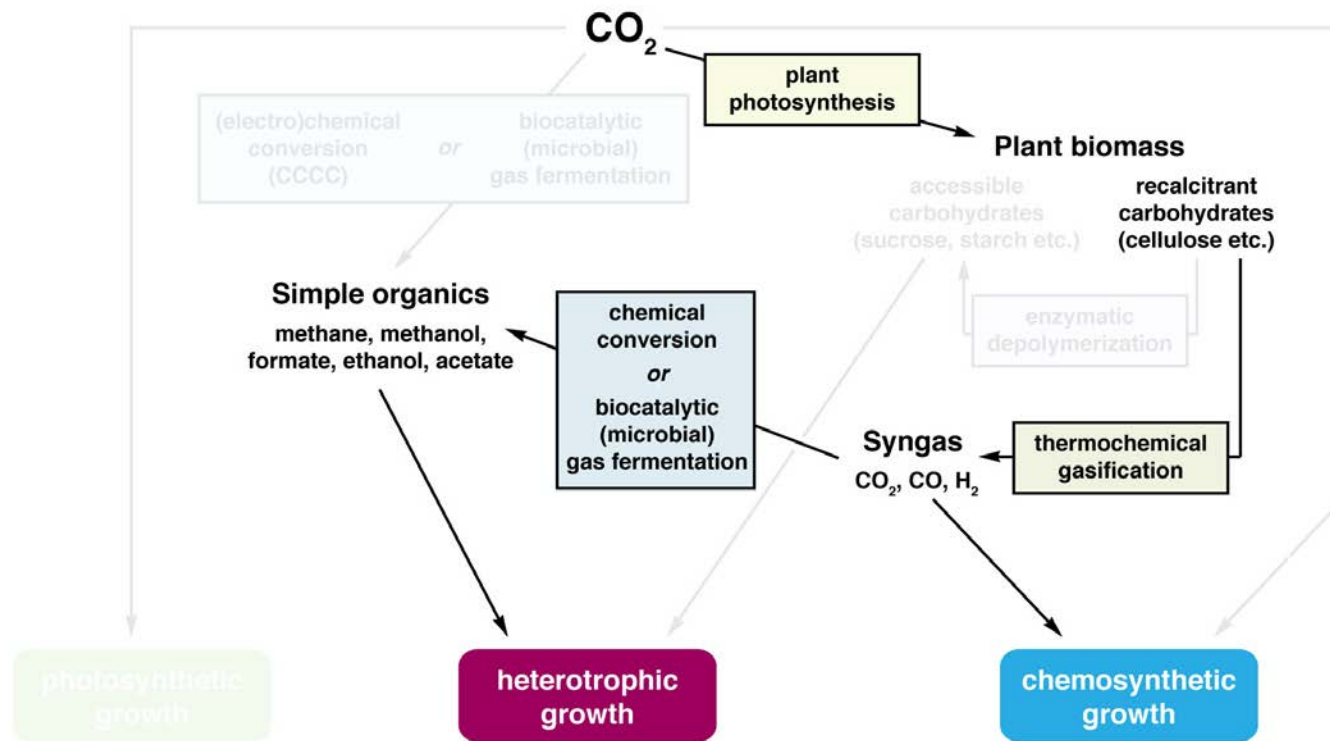 CO₂
plant
photosynthesis
(electro)chemical
conversion
(CCCC)
or
biocatalytic
(microbial)
gas fermentation
Plant biomass
accessible
carbohydrates
(sucrose, starch etc.)
recalcitrant
carbohydrates
(cellulose etc.)
Simple organics
methane, methanol,
formate, ethanol, acetate
chemical
conversion
or
biocatalytic
(microbial)
gas fermentation
enzymatic
depolymerization
Syngas
CO₂, CO, H₂
thermochemical
gasification
photosynthetic
growth
heterotrophic
growth
chemosynthetic
growth